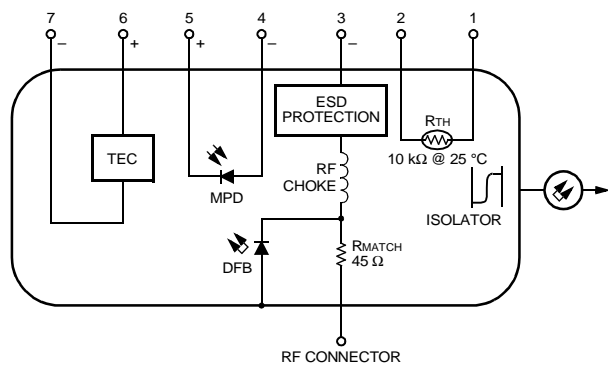 7 6 5 4 3 2 1
– + + – –
ESD
PROTECTION
RTH
10 kΩ @ 25 °C
TEC
MPD
RF
CHOKE
ISOLATOR
DFB
RMATCH
45 Ω
RF CONNECTOR